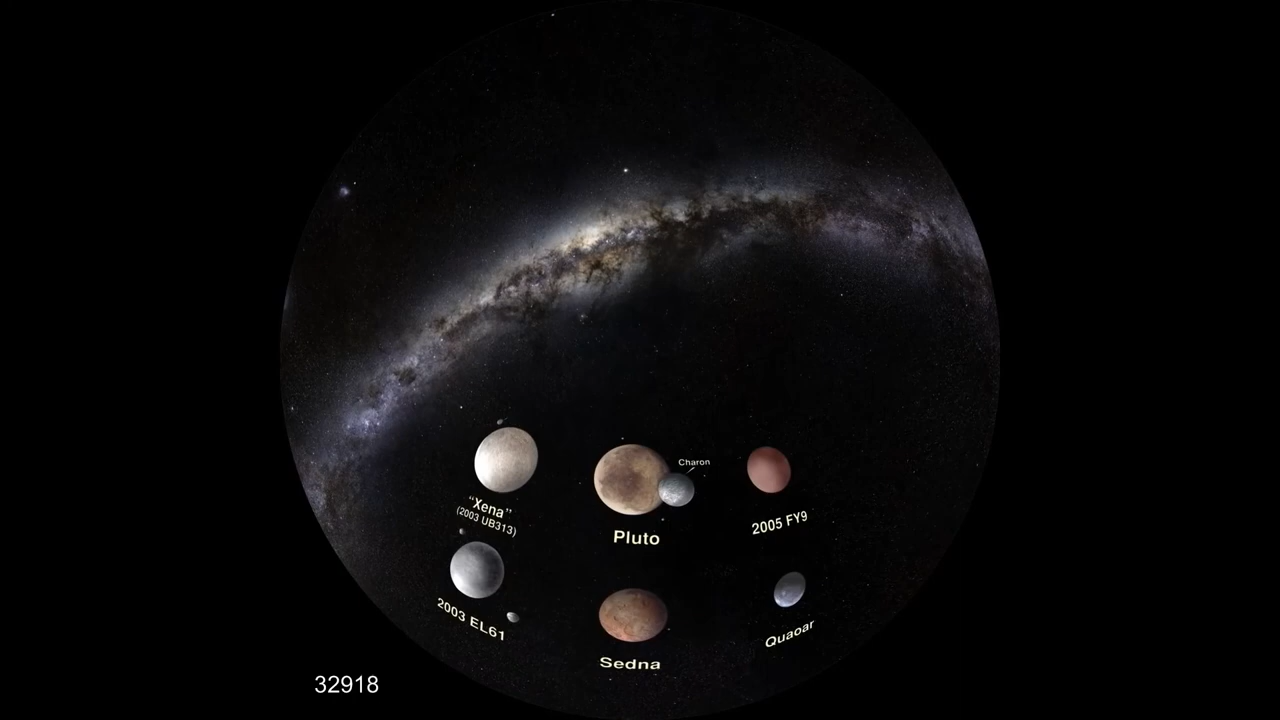 Charon
"Xena"
(2003 UB313)
Pluto
2005 FY9
2003 EL61
Sedna
Quaoar
32918